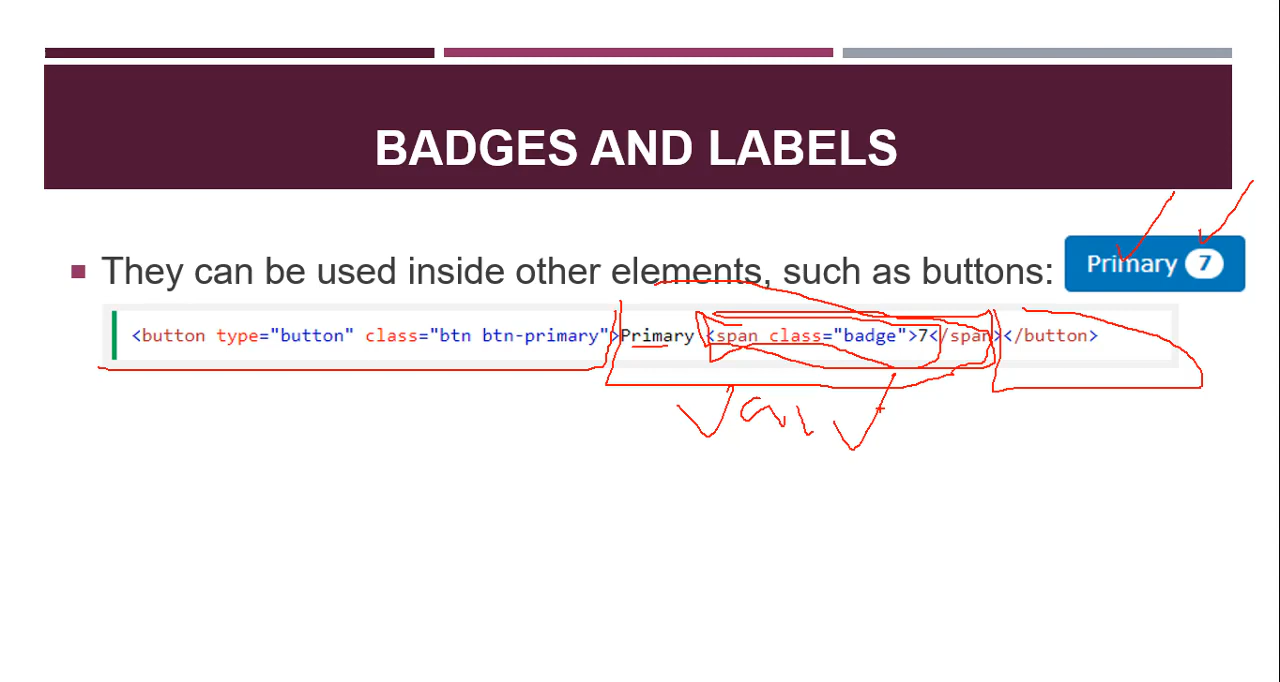 BADGES AND LABELS
They can be used inside other elements, such as buttons:
Primary 7
<button type="button" class="btn btn-primary">Primary <span class="badge">7</span></button>